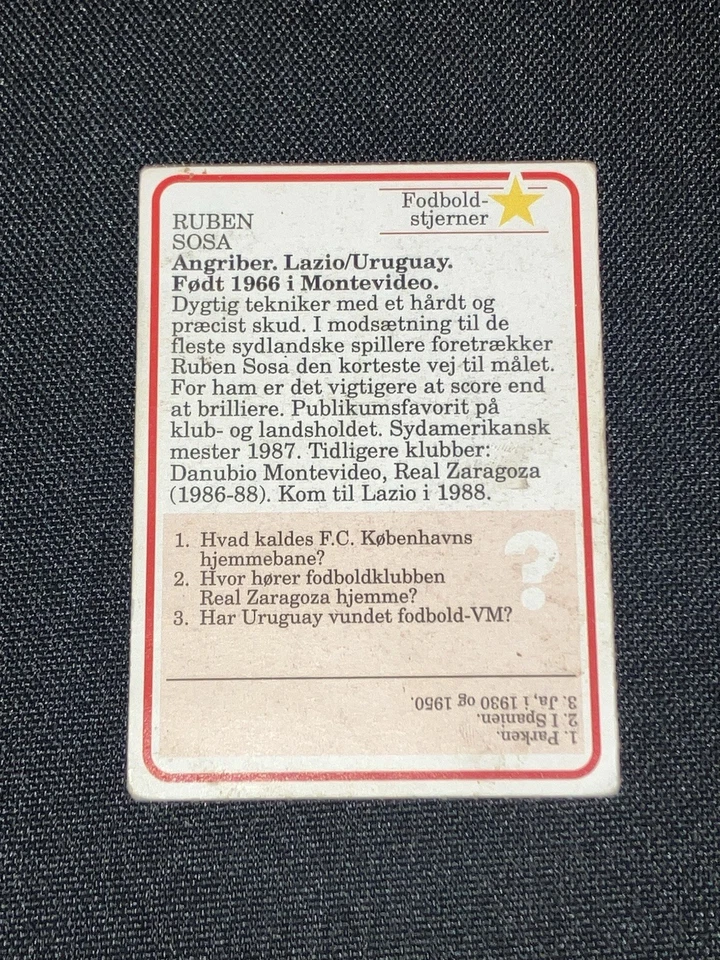 Fodbold-
stjerner
RUBEN
SOSA
Angriber. Lazio/Uruguay.
Født 1966 i Montevideo.
Dygtig tekniker med et hårdt og
præcist skud. I modsætning til de
fleste sydlandske spillere foretrækker
Ruben Sosa den korteste vej til målet.
For ham er det vigtigere at score end
at brilliere. Publikumsfavorit på
klub- og landsholdet. Sydamerikansk
mester 1987. Tidligere klubber:
Danubio Montevideo, Real Zaragoza
(1986-88). Kom til Lazio i 1988.
1. Hvad kaldes F.C. Københavns
hjemmebane?
2. Hvor hører fodboldklubben
Real Zaragoza hjemme?
3. Har Uruguay vundet fodbold-VM?
?
1. Parken.
2. I Spanien.
3. Ja, i 1930 og 1950.